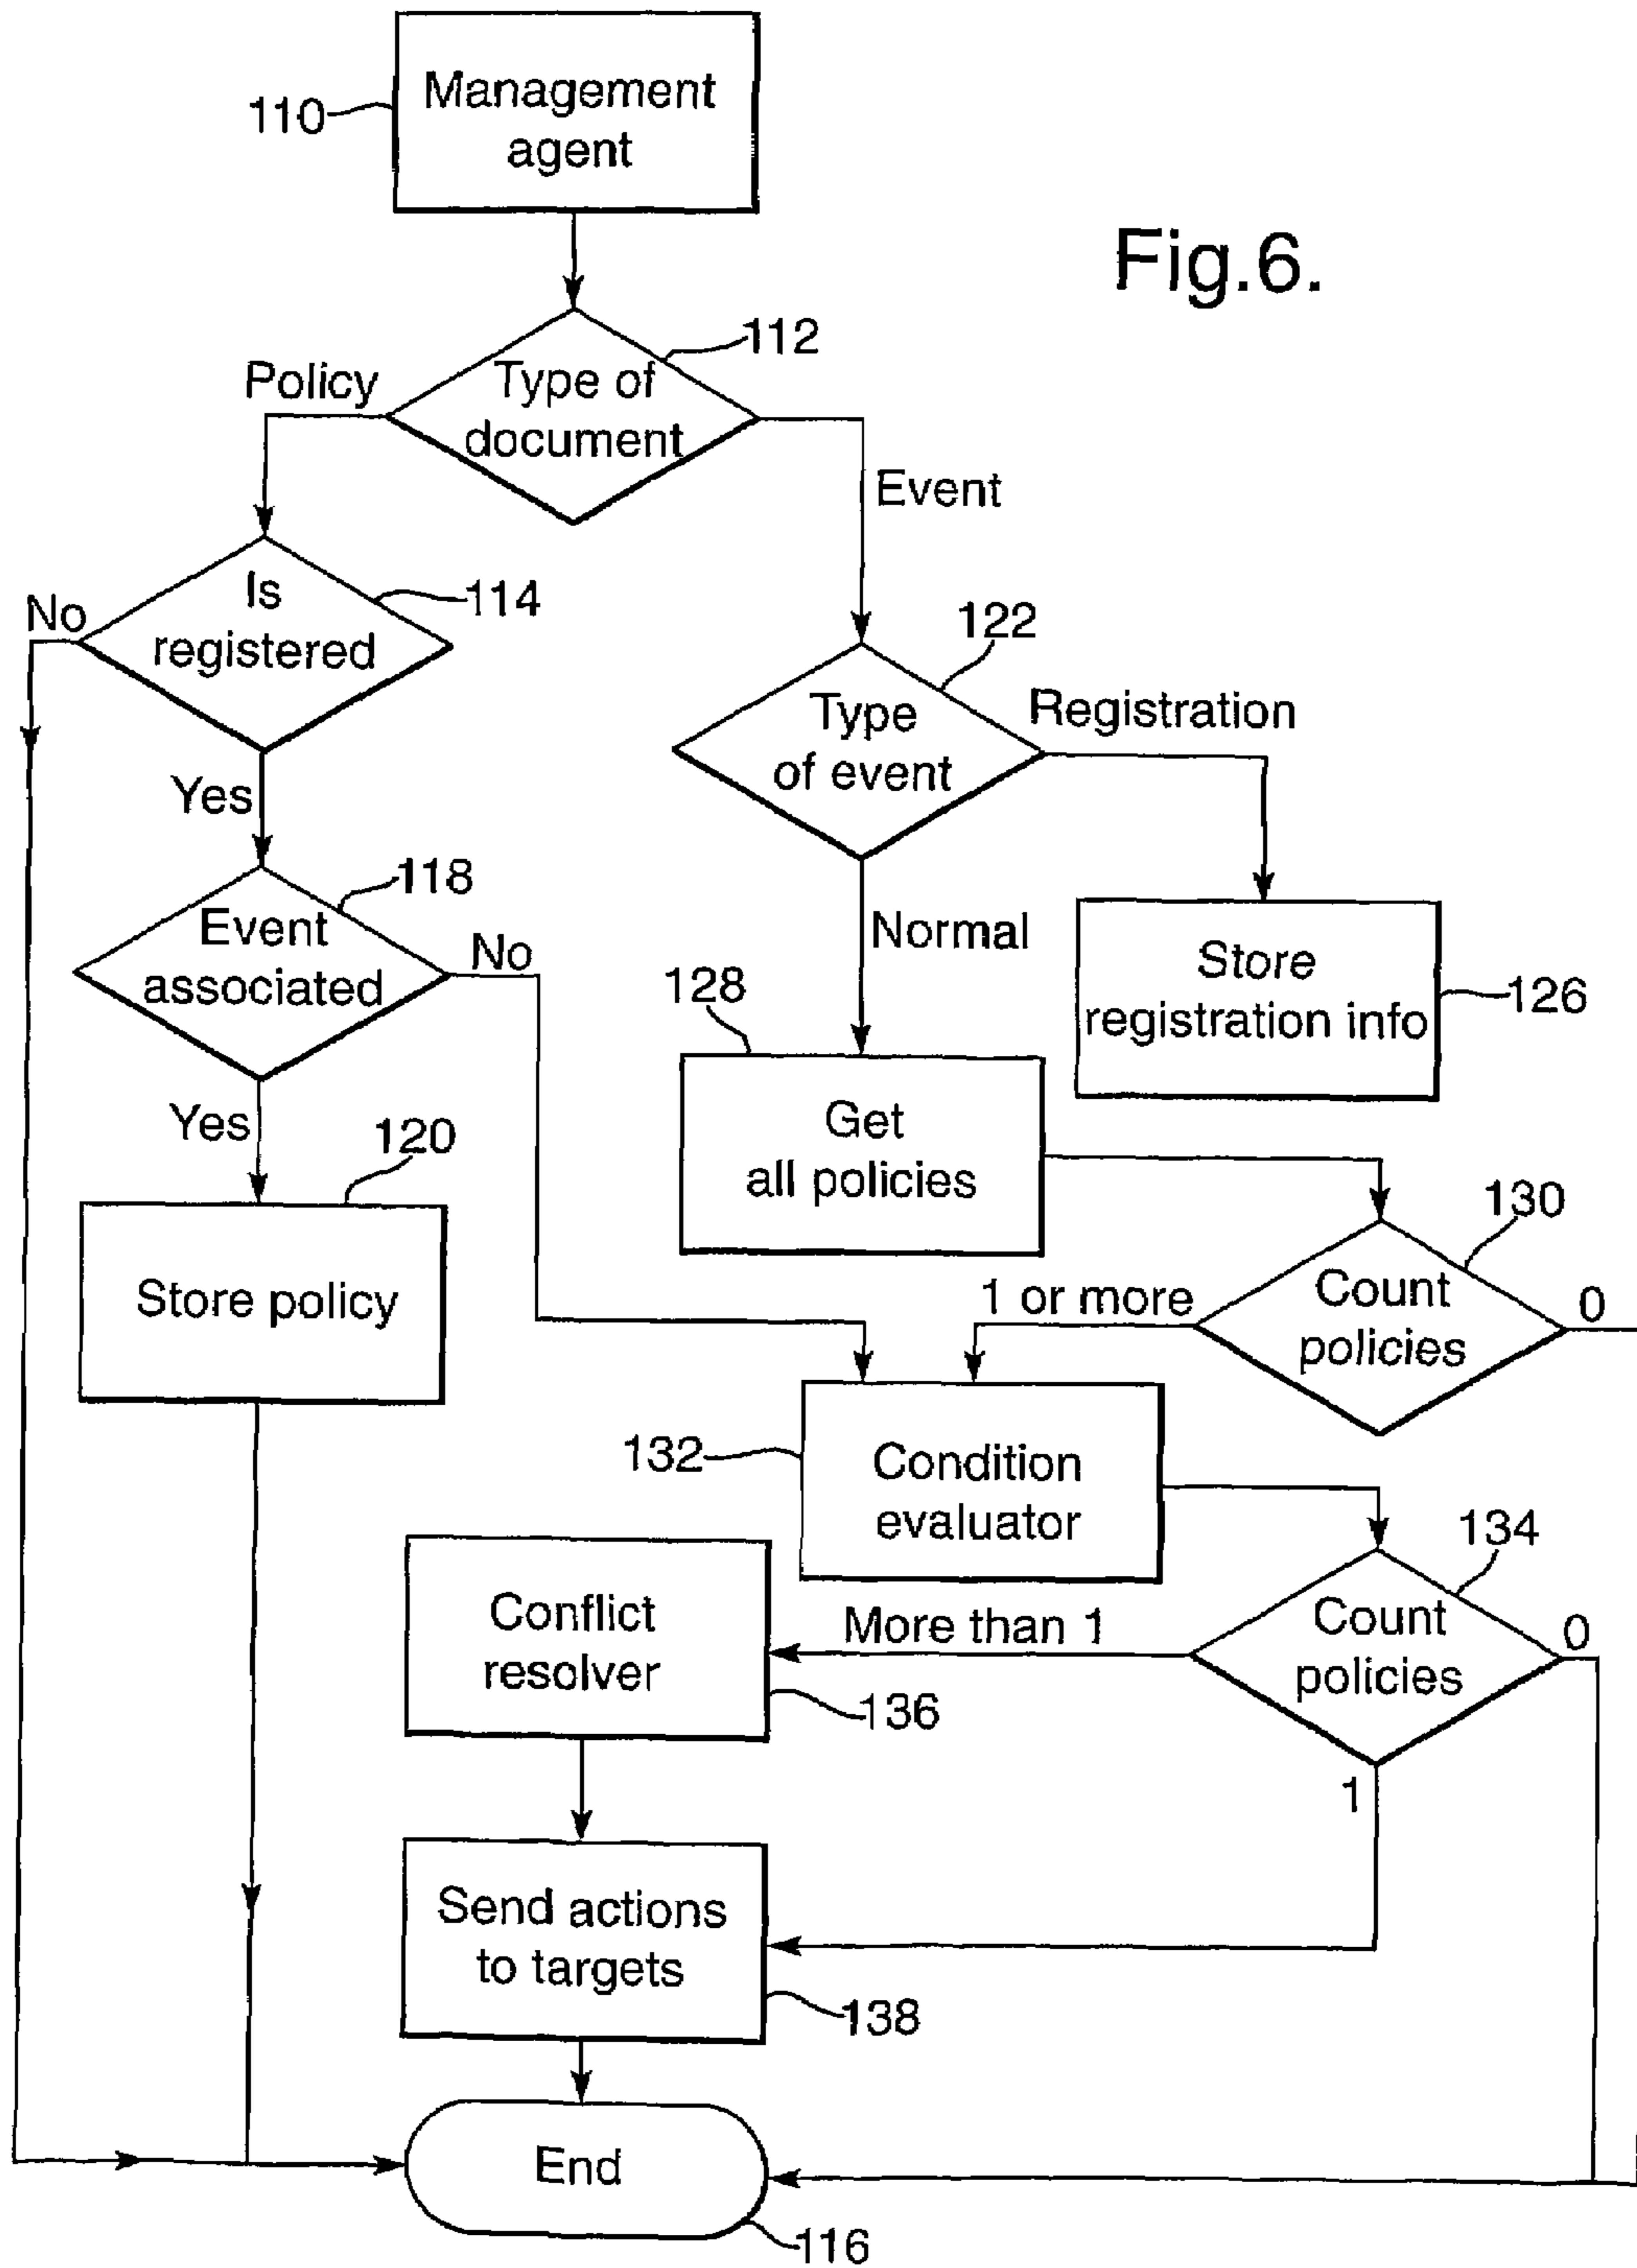 Management
agent
110
Fig.6.
112
Type of
document
Policy
Event
Is
registered
114
No
Yes
122
Type
of event
Registration
Normal
118
Event
associated
No
Yes
Store
registration info
126
128
Get
all policies
120
Store policy
130
Count
policies
1 or more
0
132
Condition
evaluator
134
Count
policies
More than 1
0
1
Conflict
resolver
136
Send actions
to targets
138
End
116